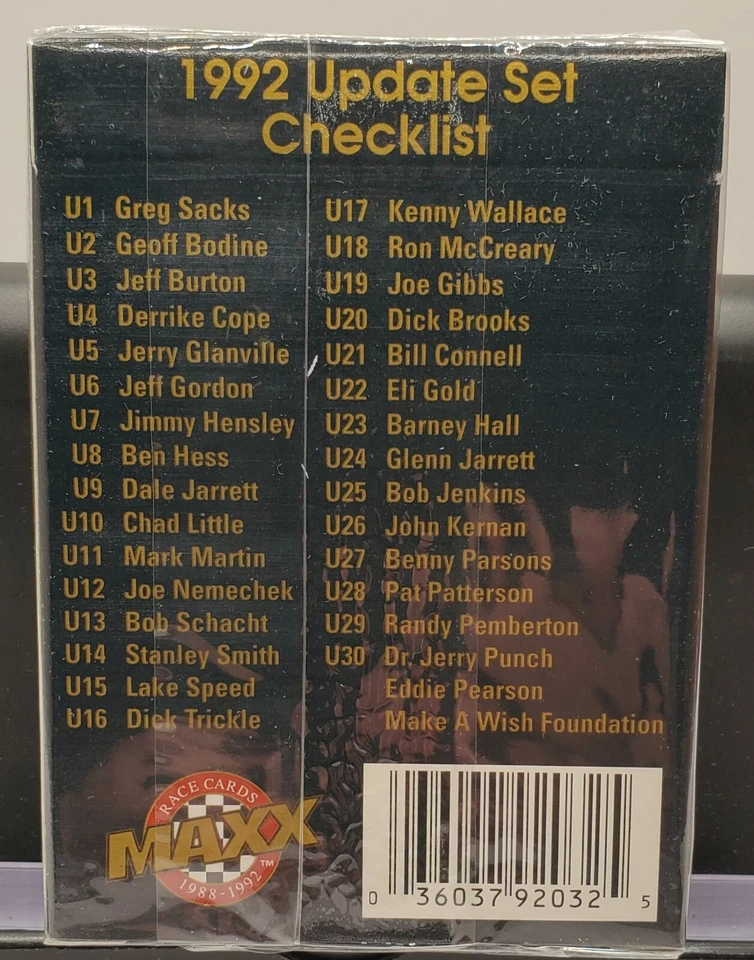 1992 Update Set
Checklist
U1 Greg Sacks
U2 Geoff Bodine
U3 Jeff Burton
U4 Derrike Cope
U5 Jerry Glanville
U6 Jeff Gordon
U7 Jimmy Hensley
U8 Ben Hess
U9 Dale Jarrett
U10 Chad Little
U11 Mark Martin
U12 Joe Nemechek
U13 Bob Schacht
U14 Stanley Smith
U15 Lake Speed
U16 Dick Trickle
U17 Kenny Wallace
U18 Ron McCreary
U19 Joe Gibbs
U20 Dick Brooks
U21 Bill Connell
U22 Eli Gold
U23 Barney Hall
U24 Glenn Jarrett
U25 Bob Jenkins
U26 John Kernan
U27 Benny Parsons
U28 Pat Patterson
U29 Randy Pemberton
U30 Dr. Jerry Punch
Eddie Pearson
Make A Wish Foundation
RACE CARDS
MAXX
TM
1988-1992
0 36037 92032 5